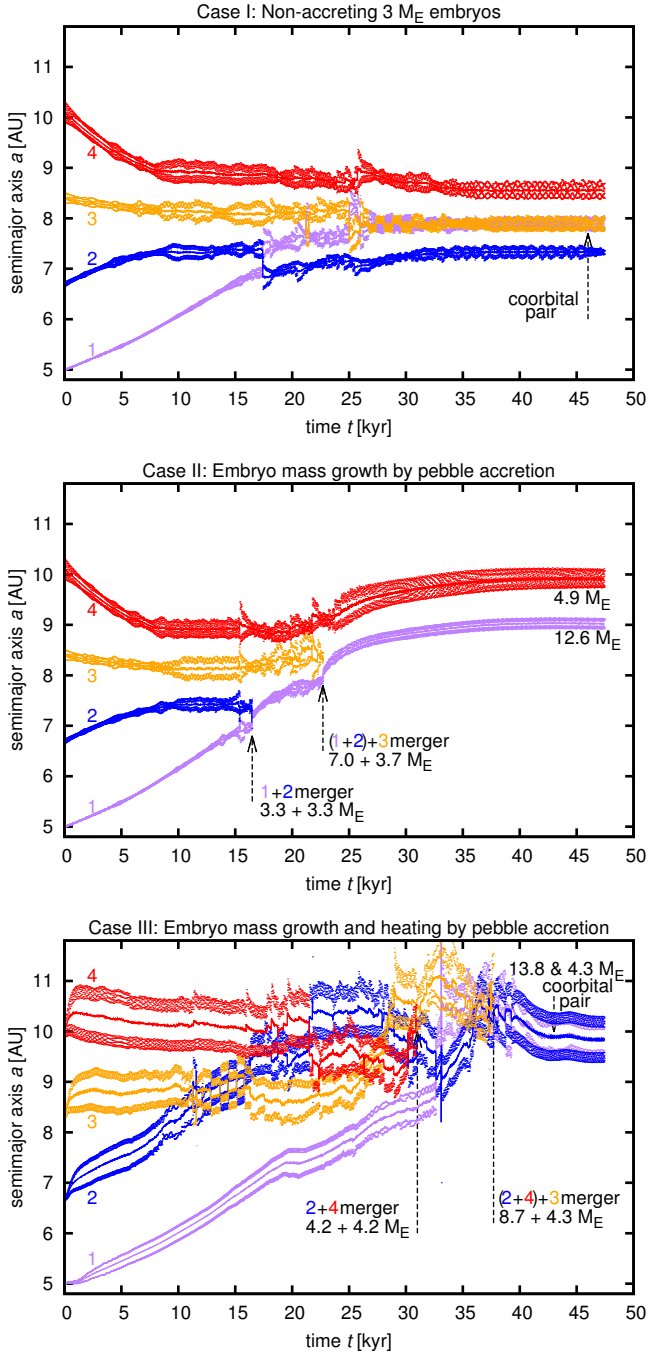 Case I: Non-accreting 3 M_E embryos
semimajor axis a [AU]
11
10
9
8
7
6
5
4
3
2
1
coorbital
pair
0 5 10 15 20 25 30 35 40 45 50
time t [kyr]
Case II: Embryo mass growth by pebble accretion
semimajor axis a [AU]
11
10
9
8
7
6
5
4
3
2
1
4.9 M_E
12.6 M_E
(1+2)+3 merger
7.0 + 3.7 M_E
1+2 merger
3.3 + 3.3 M_E
0 5 10 15 20 25 30 35 40 45 50
time t [kyr]
Case III: Embryo mass growth and heating by pebble accretion
semimajor axis a [AU]
11
10
9
8
7
6
5
4
3
2
1
13.8 & 4.3 M_E
coorbital
pair
2+4 merger
4.2 + 4.2 M_E
(2+4)+3 merger
8.7 + 4.3 M_E
0 5 10 15 20 25 30 35 40 45 50
time t [kyr]